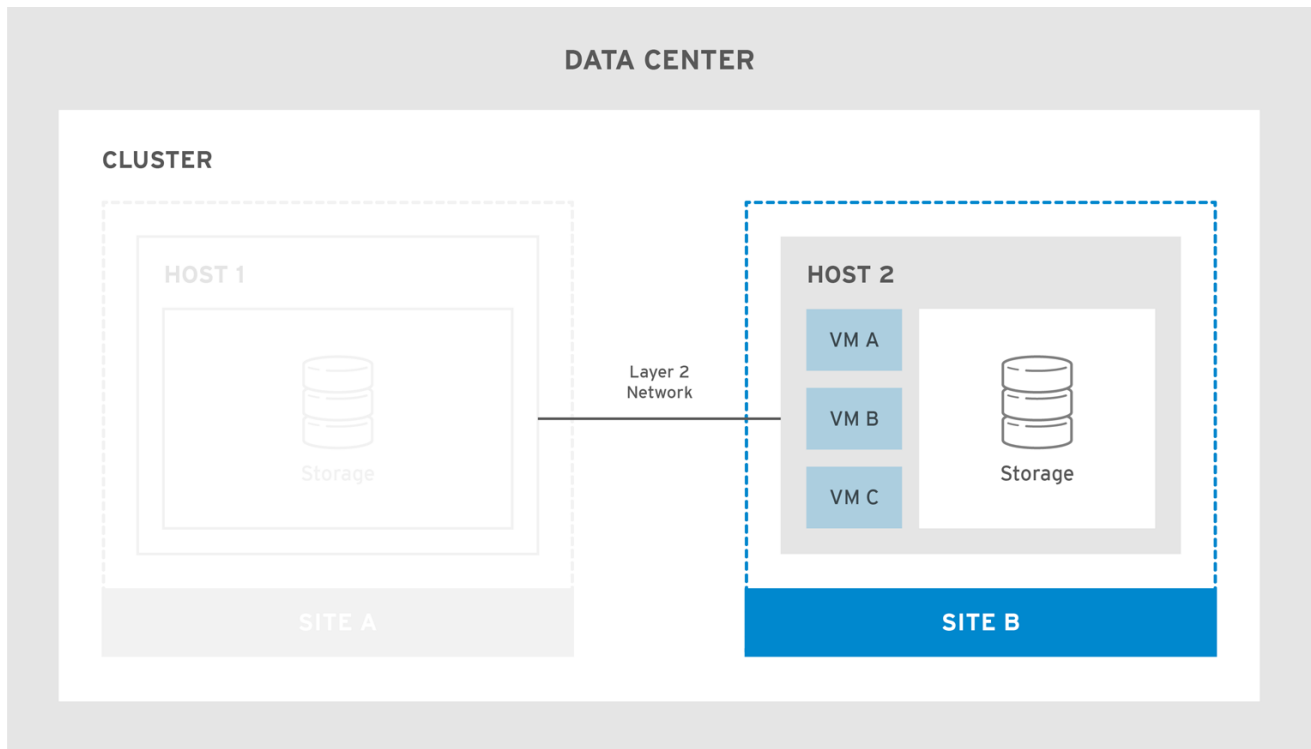 DATA CENTER
CLUSTER
HOST 1
Storage
SITE A
Layer 2
Network
HOST 2
VM A
VM B
VM C
Storage
SITE B